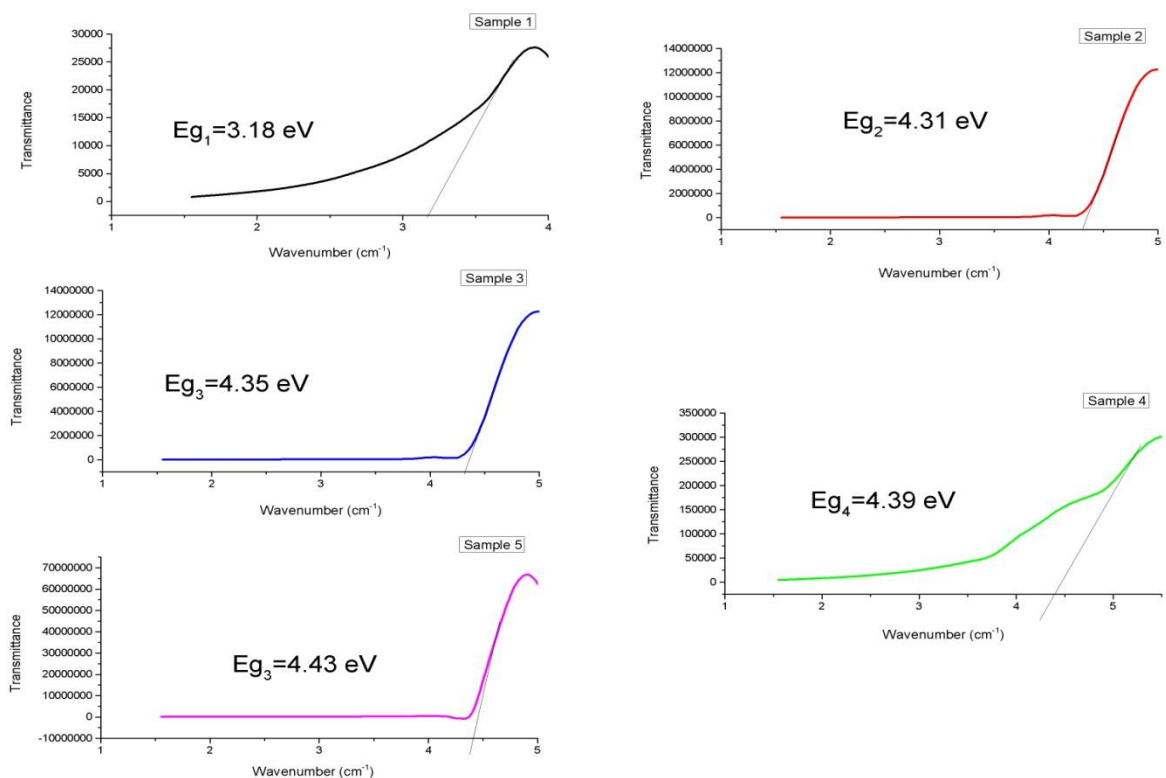 Sample 1
30000
25000
20000
15000
10000
5000
0
Transmittance
Eg1=3.18 eV
1 2 3 4
Wavenumber (cm-1)
Sample 2
14000000
12000000
10000000
8000000
6000000
4000000
2000000
0
Transmittance
Eg2=4.31 eV
1 2 3 4 5
Wavenumber (cm-1)
Sample 3
14000000
12000000
10000000
8000000
6000000
4000000
2000000
0
Transmittance
Eg3=4.35 eV
1 2 3 4 5
Wavenumber (cm-1)
Sample 4
350000
300000
250000
200000
150000
100000
50000
0
Transmittance
Eg4=4.39 eV
1 2 3 4 5
Wavenumber (cm-1)
Sample 5
70000000
60000000
50000000
40000000
30000000
20000000
10000000
0
-10000000
Transmittance
Eg3=4.43 eV
1 2 3 4 5
Wavenumber (cm-1)